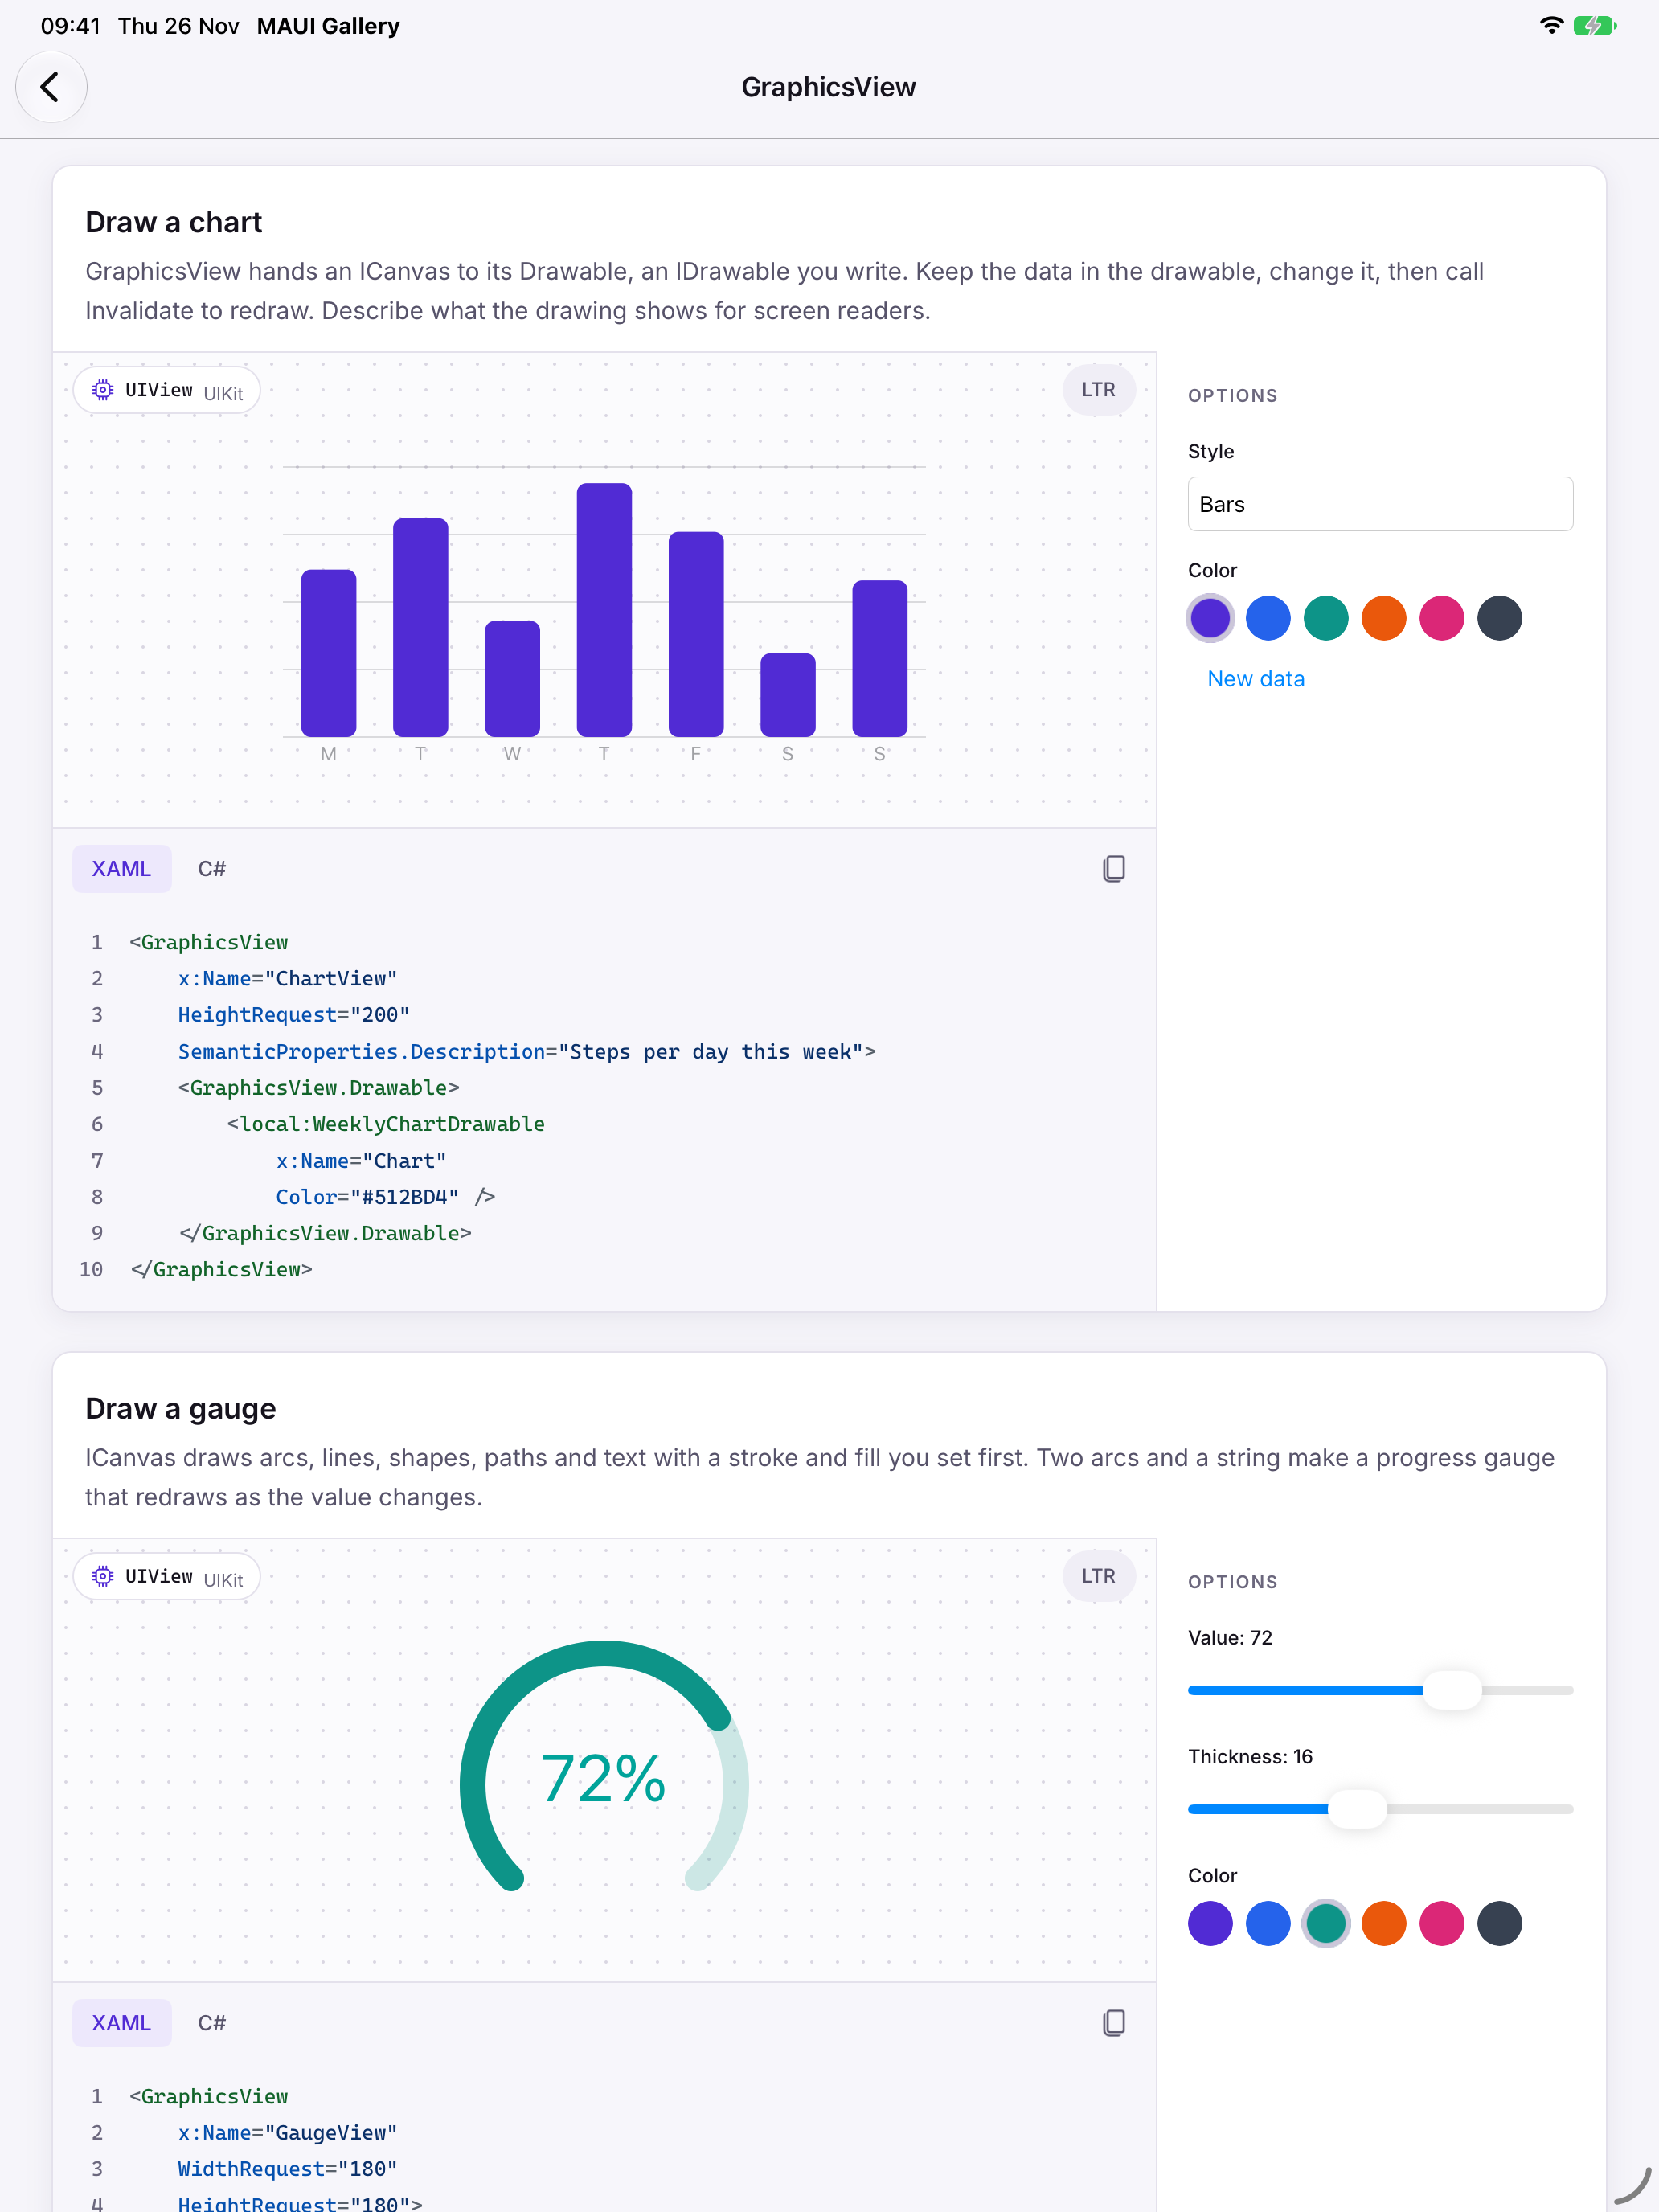 09:41 Thu 26 Nov MAUI Gallery
GraphicsView
Draw a chart
GraphicsView hands an ICanvas to its Drawable, an IDrawable you write. Keep the data in the drawable, change it, then call
Invalidate to redraw. Describe what the drawing shows for screen readers.
UIView UIKit
LTR
OPTIONS
Style
Bars
Color
New data
M T W T F S S
XAML C#
1 <GraphicsView
2 x:Name="ChartView"
3 HeightRequest="200"
4 SemanticProperties.Description="Steps per day this week">
5 <GraphicsView.Drawable>
6 <local:WeeklyChartDrawable
7 x:Name="Chart"
8 Color="#512BD4" />
9 </GraphicsView.Drawable>
10 </GraphicsView>
Draw a gauge
ICanvas draws arcs, lines, shapes, paths and text with a stroke and fill you set first. Two arcs and a string make a progress gauge
that redraws as the value changes.
UIView UIKit
LTR
72%
OPTIONS
Value: 72
Thickness: 16
Color
XAML C#
1 <GraphicsView
2 x:Name="GaugeView"
3 WidthRequest="180"
4 HeightRequest="180">